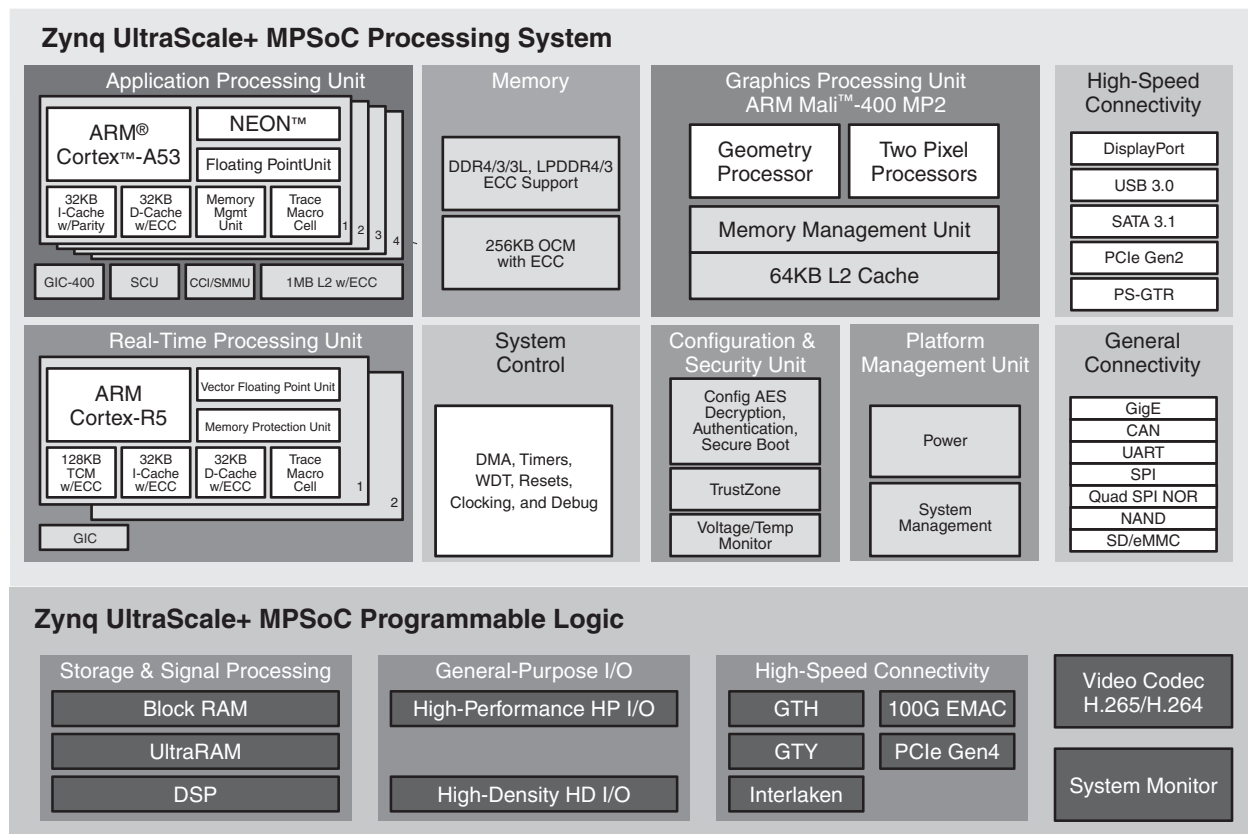 Zynq UltraScale+ MPSoC Processing System
Application Processing Unit
ARM®
Cortex™-A53
NEON™
Floating PointUnit
32KB
I-Cache
w/Parity
32KB
D-Cache
w/ECC
Memory
Mgmt
Unit
Trace
Macro
Cell
1
2
3
4
GIC-400
SCU
CCI/SMMU
1MB L2 w/ECC
Memory
DDR4/3/3L, LPDDR4/3
ECC Support
256KB OCM
with ECC
Graphics Processing Unit
ARM Mali™-400 MP2
Geometry
Processor
Two Pixel
Processors
Memory Management Unit
64KB L2 Cache
High-Speed
Connectivity
DisplayPort
USB 3.0
SATA 3.1
PCIe Gen2
PS-GTR
Real-Time Processing Unit
ARM
Cortex-R5
Vector Floating Point Unit
Memory Protection Unit
128KB
TCM
w/ECC
32KB
I-Cache
w/ECC
32KB
D-Cache
w/ECC
Trace
Macro
Cell
1
2
GIC
System
Control
DMA, Timers,
WDT, Resets,
Clocking, and Debug
Configuration &
Security Unit
Config AES
Decryption,
Authentication,
Secure Boot
TrustZone
Voltage/Temp
Monitor
Platform
Management Unit
Power
System
Management
General
Connectivity
GigE
CAN
UART
SPI
Quad SPI NOR
NAND
SD/eMMC
Zynq UltraScale+ MPSoC Programmable Logic
Storage & Signal Processing
Block RAM
UltraRAM
DSP
General-Purpose I/O
High-Performance HP I/O
High-Density HD I/O
High-Speed Connectivity
GTH
100G EMAC
GTY
PCIe Gen4
Interlaken
Video Codec
H.265/H.264
System Monitor